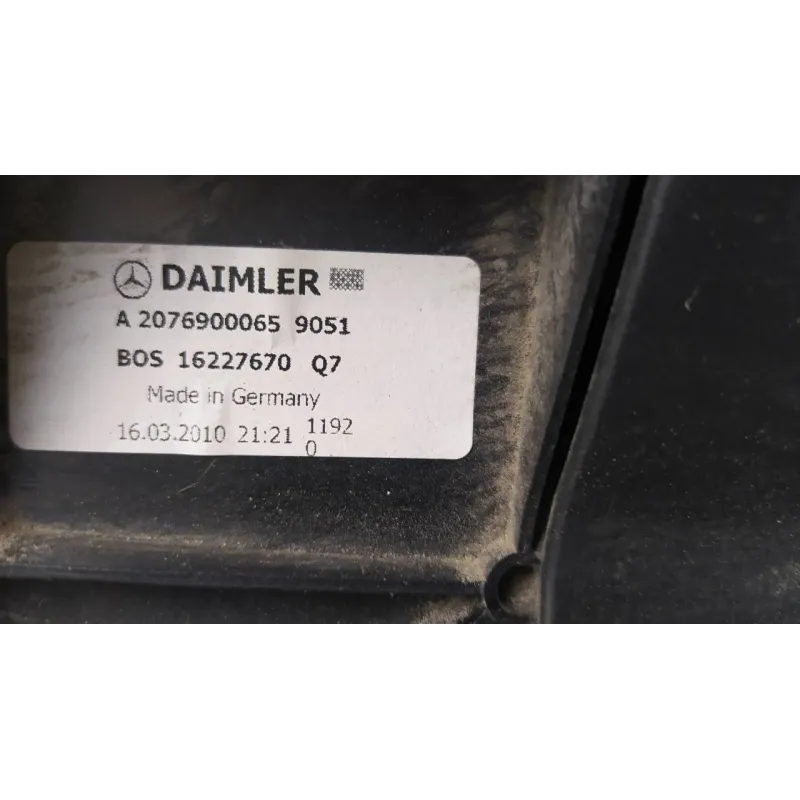 DAIMLER
A 2076900065 9051
BOS 16227670 Q7
Made in Germany
16.03.2010 21:21 1192
0